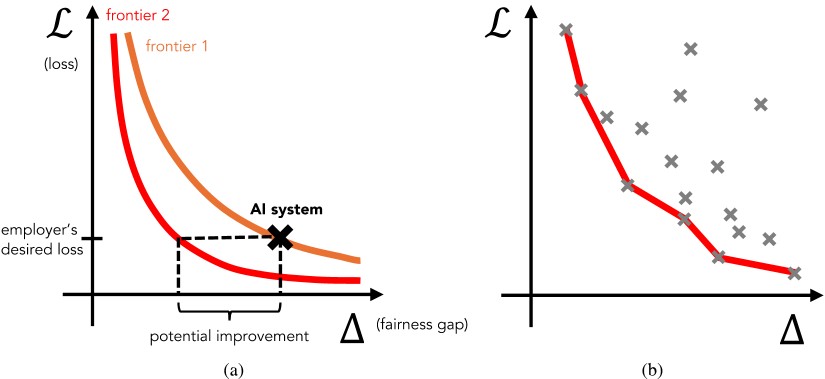 frontier 2
ℒ
frontier 1
(loss)
AI system
employer's
desired loss
potential improvement
Δ
(fairness gap)
(a)
ℒ
Δ
(b)